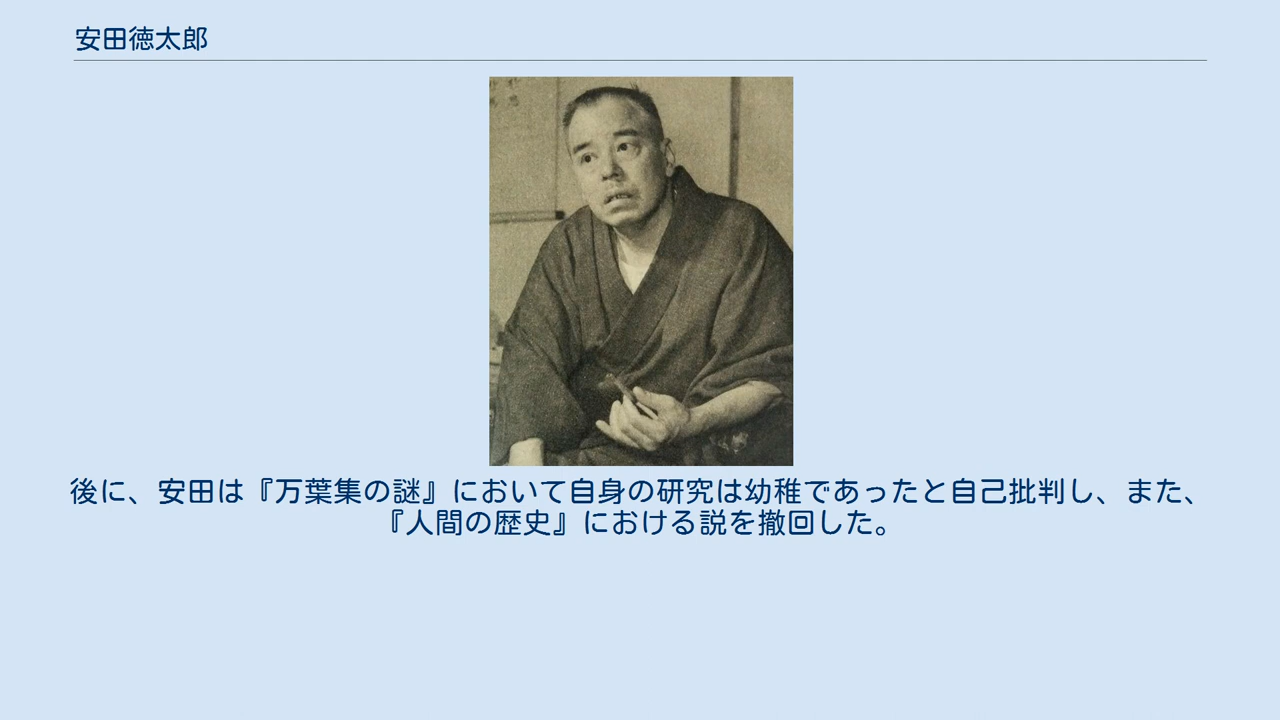 安田徳太郎
後に、安田は『万葉集の謎』において自身の研究は幼稚であったと自己批判し、また、
『人間の歴史』における説を撤回した。